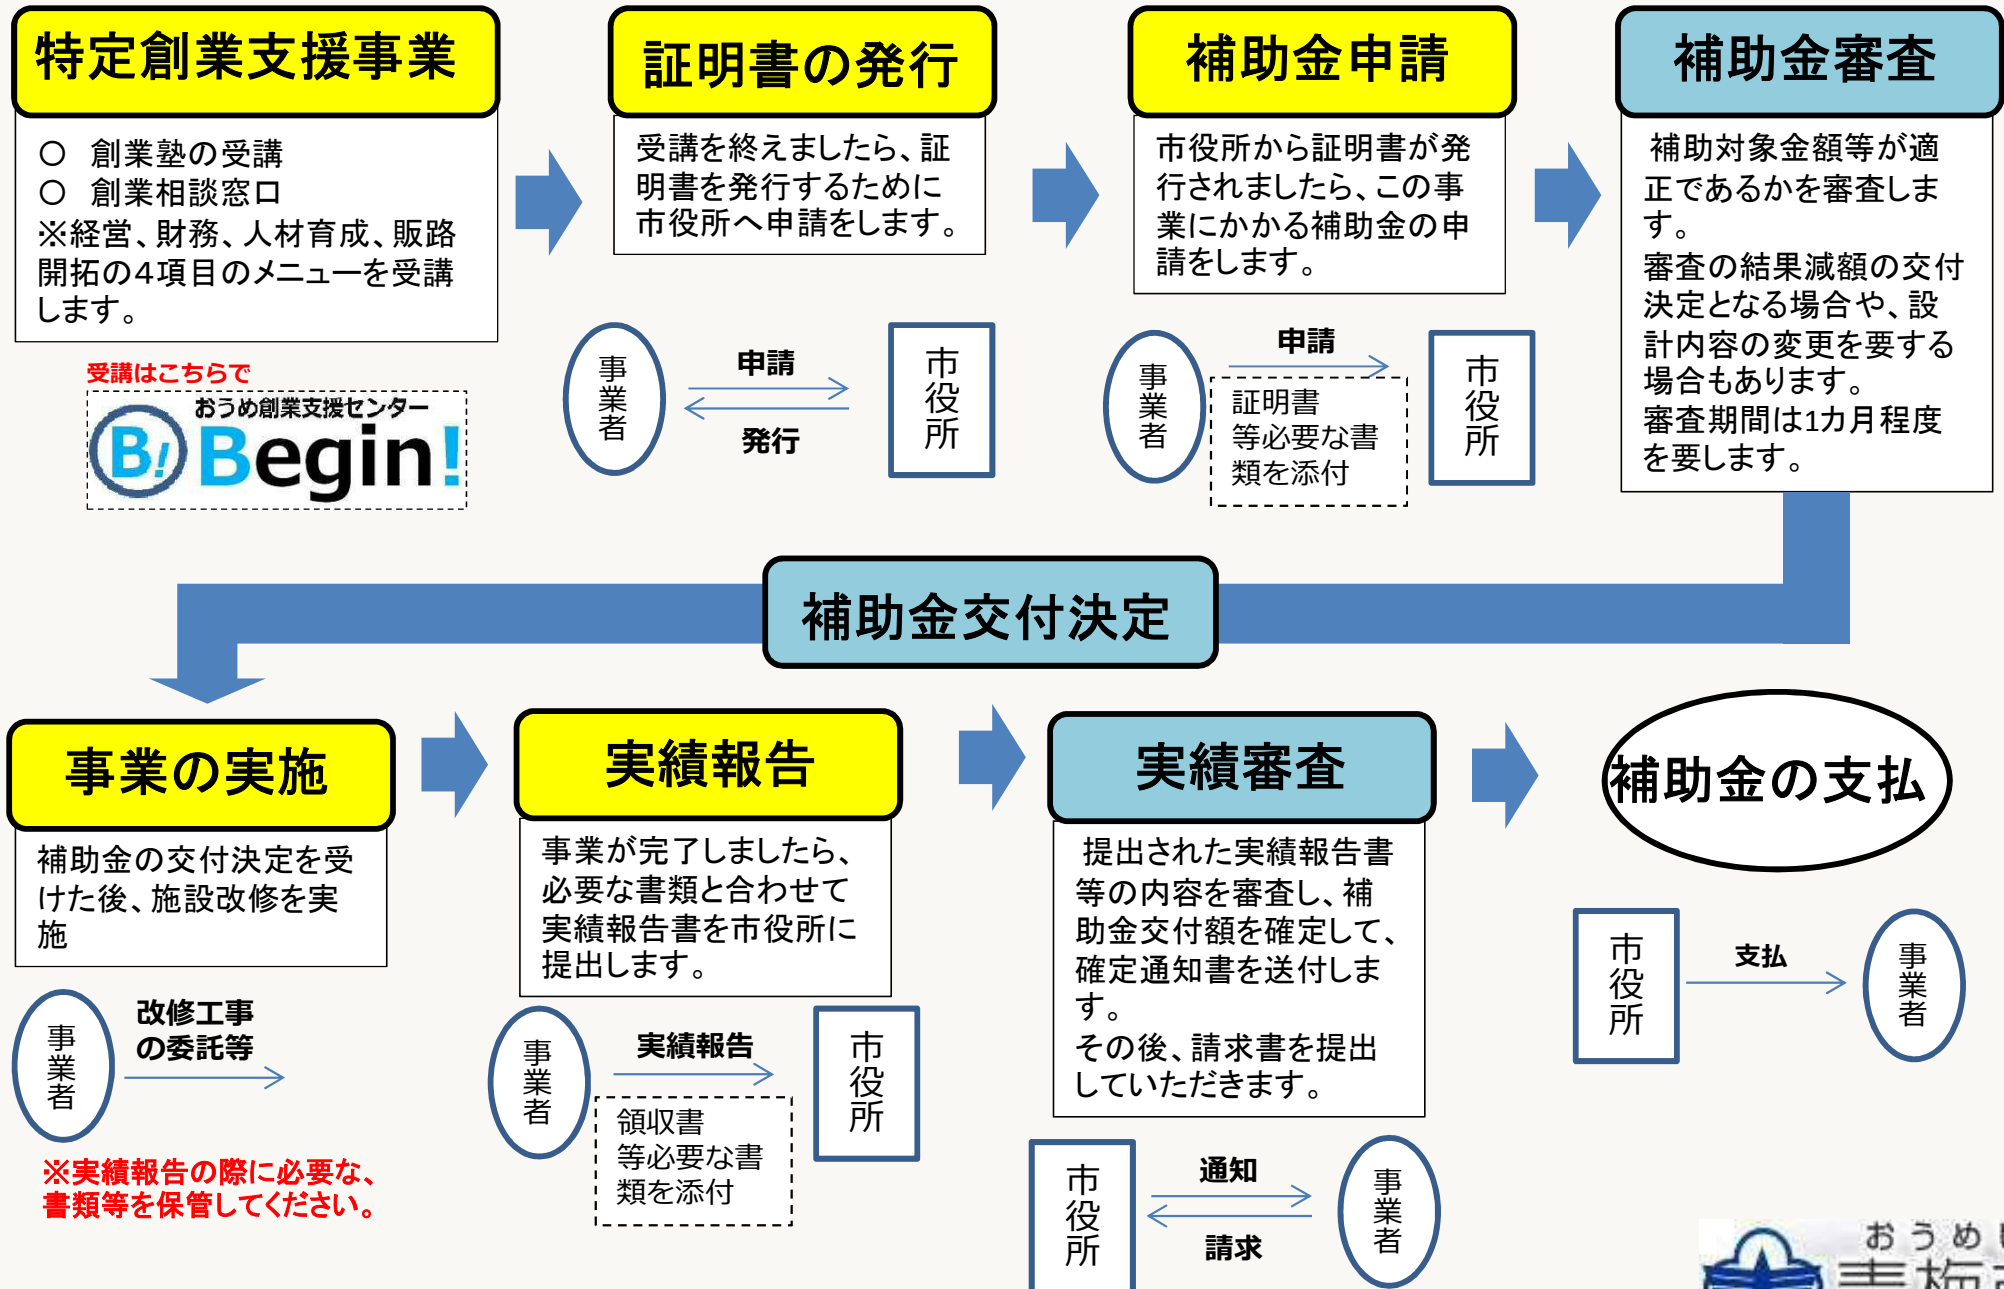 特定創業支援事業
○　創業塾の受講
○　創業相談窓口
※経営、財務、人材育成、販路
開拓の4項目のメニューを受講
します。
受講はこちらで
おうめ創業支援センター
B! Begin!
証明書の発行
受講を終えましたら、証
明書を発行するために
市役所へ申請をします。
事業者
申請
発行
市役所
補助金申請
市役所から証明書が発
行されましたら、この事
業にかかる補助金の申
請をします。
事業者
申請
証明書
等必要な書
類を添付
市役所
補助金審査
補助対象金額等が適
正であるかを審査しま
す。
審査の結果減額の交付
決定となる場合や、設
計内容の変更を要する
場合もあります。
審査期間は1カ月程度
を要します。
補助金交付決定
事業の実施
補助金の交付決定を受
けた後、施設改修を実
施
事業者
改修工事
の委託等
※実績報告の際に必要な、
書類等を保管してください。
実績報告
事業が完了しましたら、
必要な書類と合わせて
実績報告書を市役所に
提出します。
事業者
実績報告
領収書
等必要な書
類を添付
市役所
実績審査
提出された実績報告書
等の内容を審査し、補
助金交付額を確定して、
確定通知書を送付しま
す。
その後、請求書を提出
していただきます。
市役所
通知
請求
事業者
補助金の支払
市役所
支払
事業者
おうめ
青梅